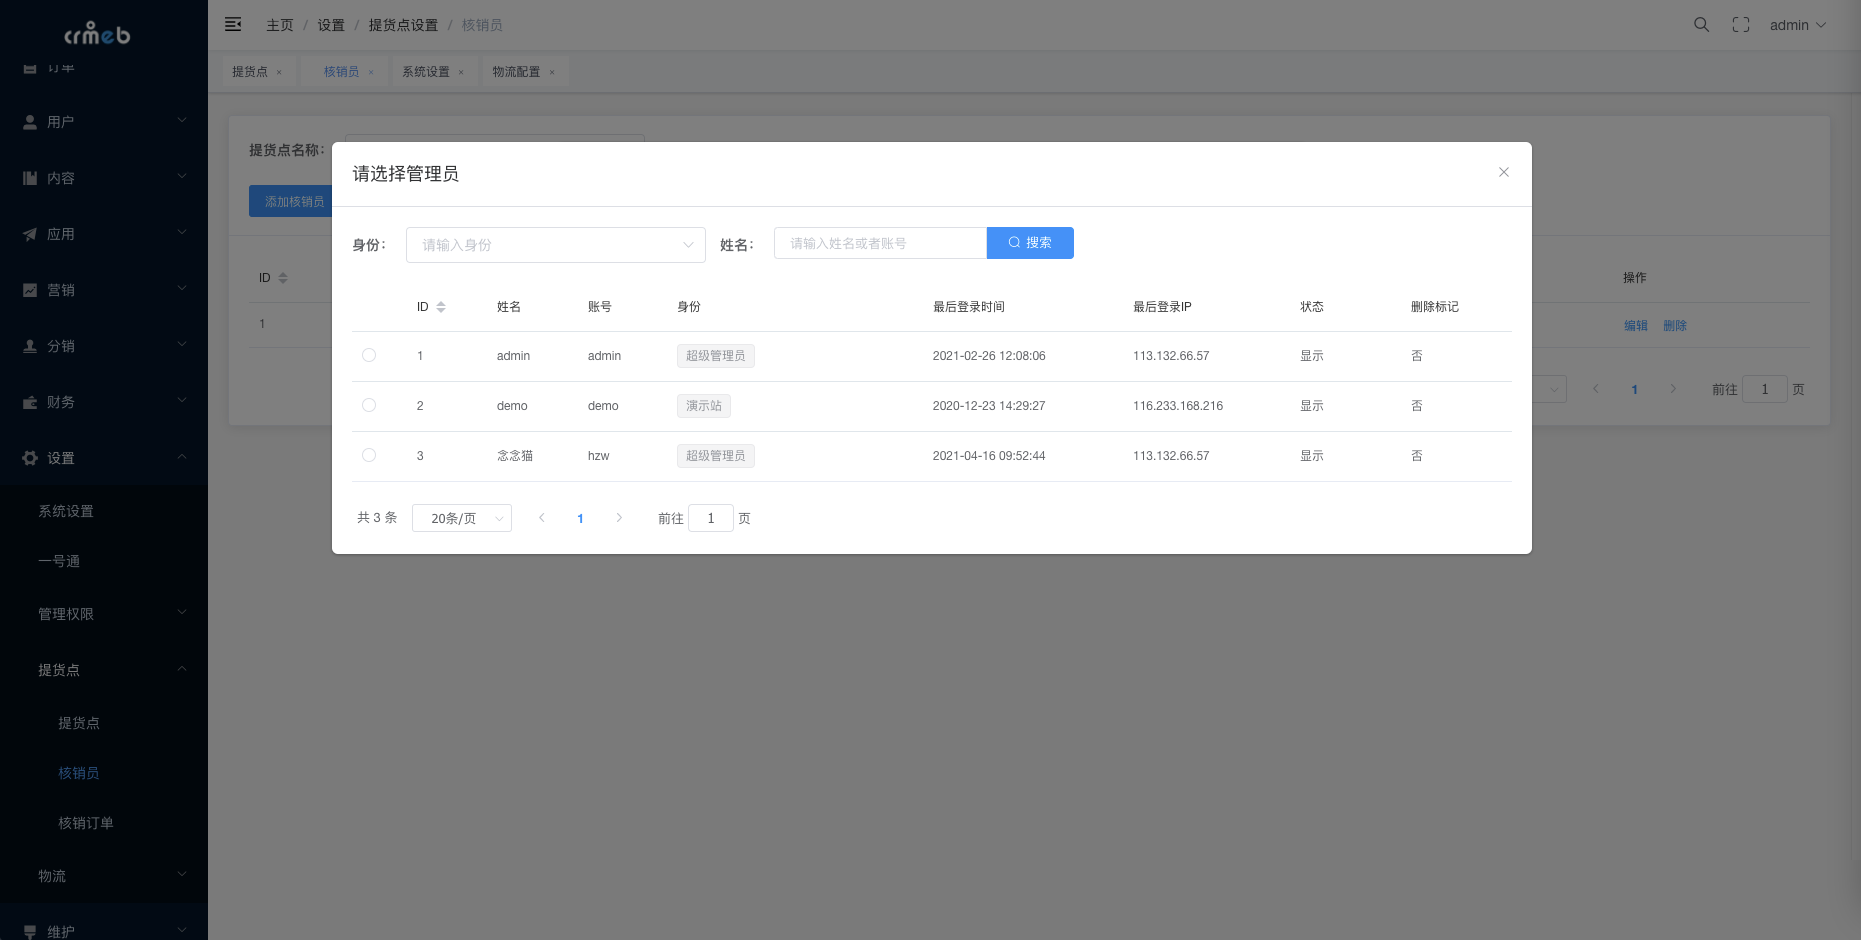 crmeb
主页 / 设置 / 提货点设置 / 核销员
admin
提货点 × 核销员 × 系统设置 × 物流配置 ×
订单
用户
内容
应用
营销
分销
财务
设置
系统设置
一号通
管理权限
提货点
提货点
核销员
核销订单
物流
维护
提货点名称：
添加核销员
ID 操作
1 编辑 删除
1 前往 1 页
请选择管理员
身份： 请输入身份 姓名： 请输入姓名或者账号 搜索
ID 姓名 账号 身份 最后登录时间 最后登录IP 状态 删除标记
1 admin admin 超级管理员 2021-02-26 12:08:06 113.132.66.57 显示 否
2 demo demo 演示站 2020-12-23 14:29:27 116.233.168.216 显示 否
3 念念猫 hzw 超级管理员 2021-04-16 09:52:44 113.132.66.57 显示 否
共 3 条 20条/页 1 前往 1 页